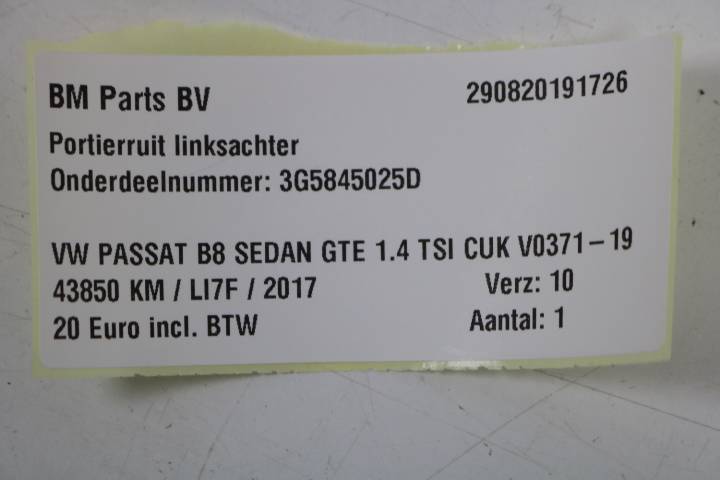 BM Parts BV 290820191726
Portierruit linksachter
Onderdeelnummer: 3G5845025D
VW PASSAT B8 SEDAN GTE 1.4 TSI CUK V0371-19
43850 KM / LI7F / 2017 Verz: 10
20 Euro incl. BTW Aantal: 1